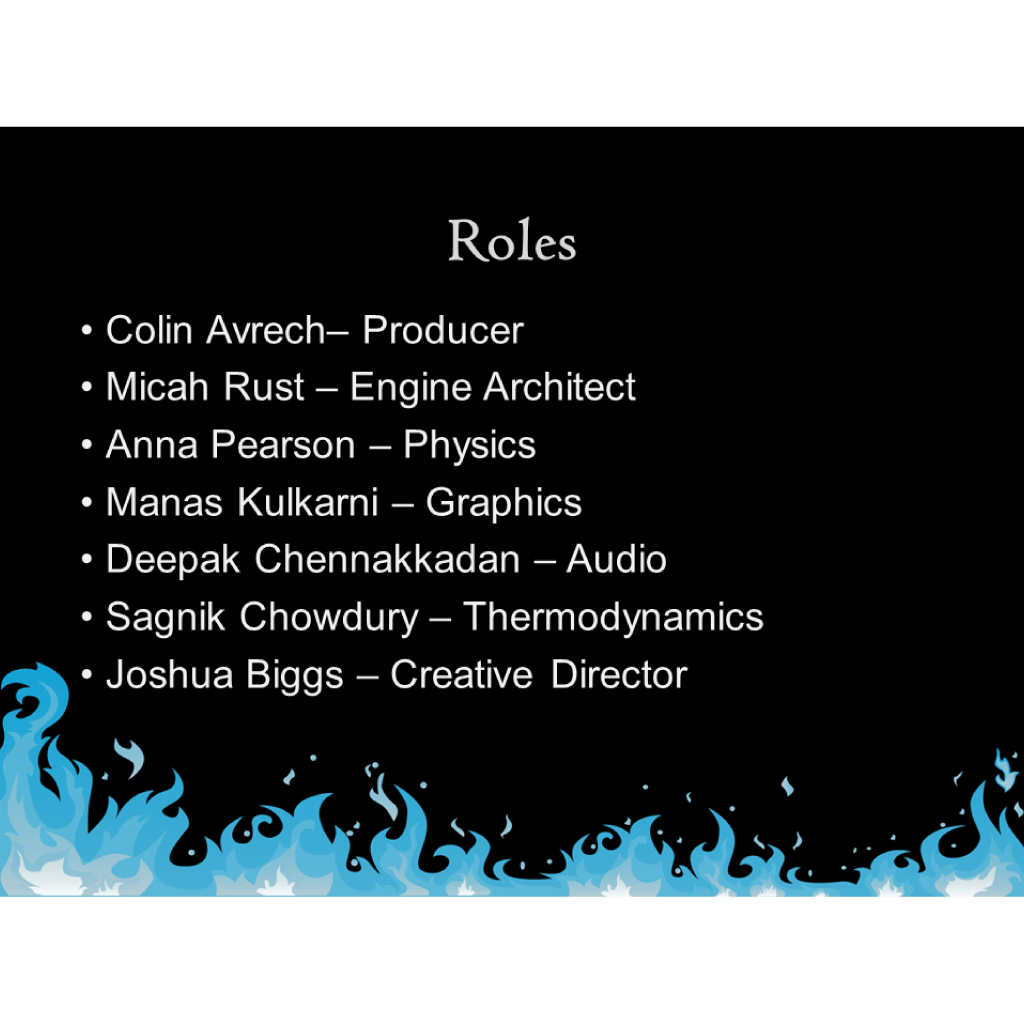 Roles
• Colin Avrech– Producer
• Micah Rust – Engine Architect
• Anna Pearson – Physics
• Manas Kulkarni – Graphics
• Deepak Chennakkadan – Audio
• Sagnik Chowdury – Thermodynamics
• Joshua Biggs – Creative Director